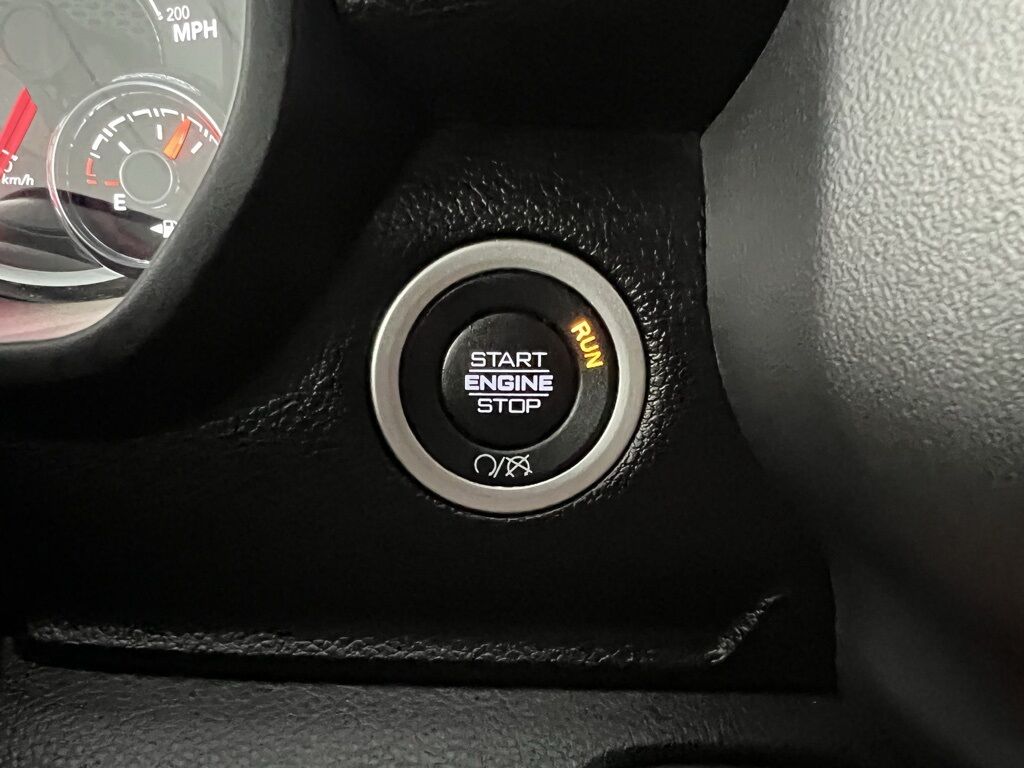 200
MPH
km/h
E
START
ENGINE
STOP
RUN